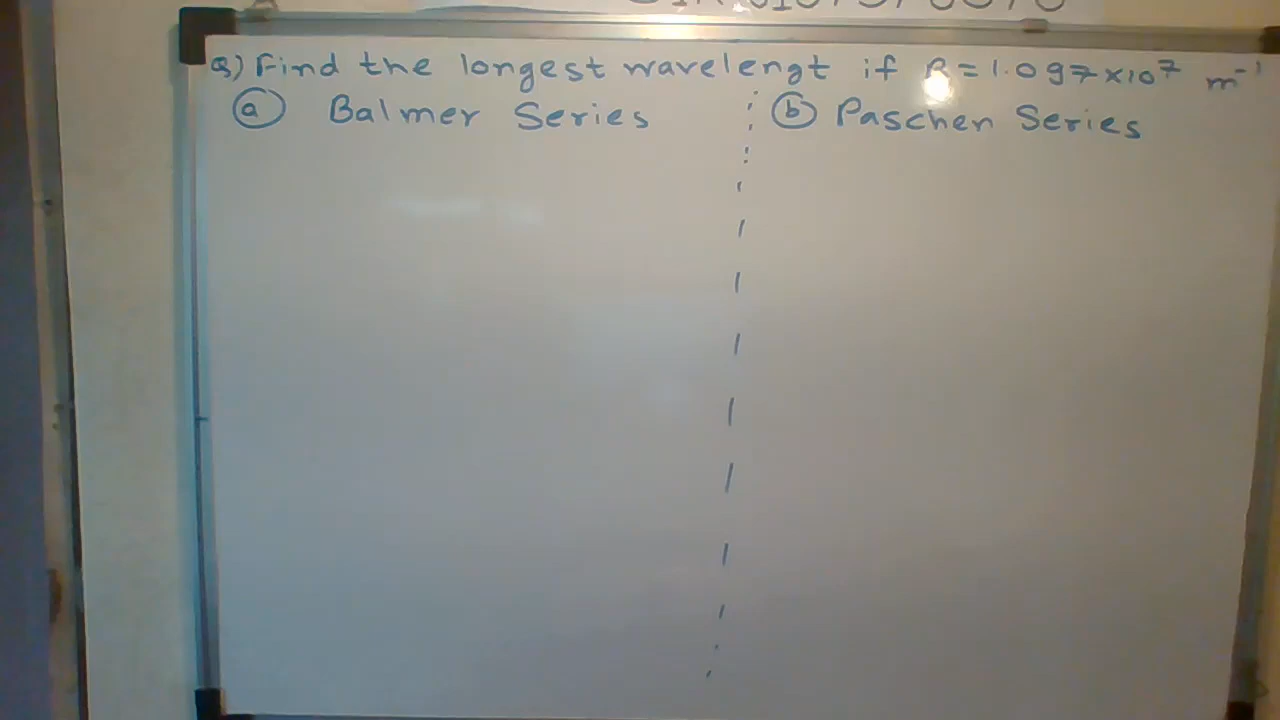 Q) Find the longest wavelengt if R = 1.097 × 10⁷ m⁻¹
ⓐ Balmer Series
ⓑ Paschen Series